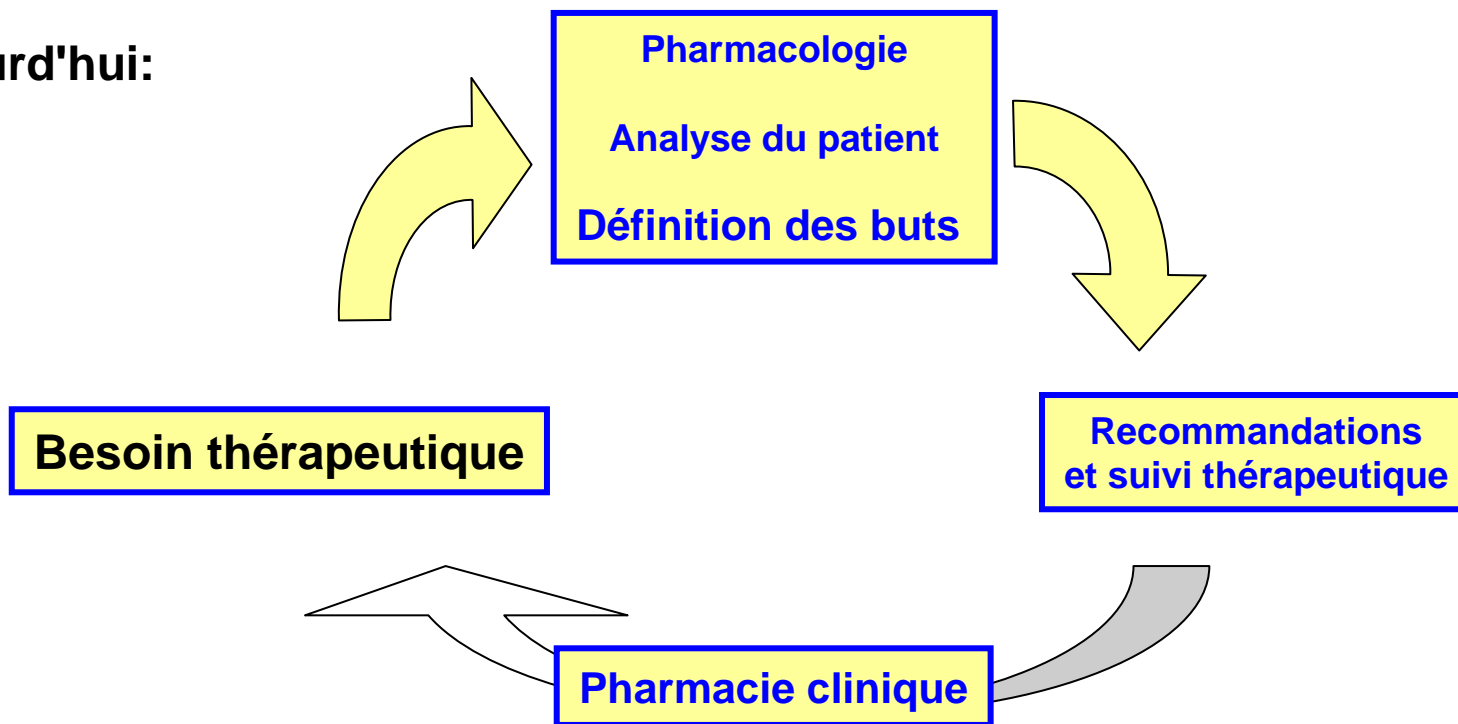 urd'hui:
Pharmacologie
Analyse du patient
Définition des buts
Besoin thérapeutique
Recommandations
et suivi thérapeutique
Pharmacie clinique